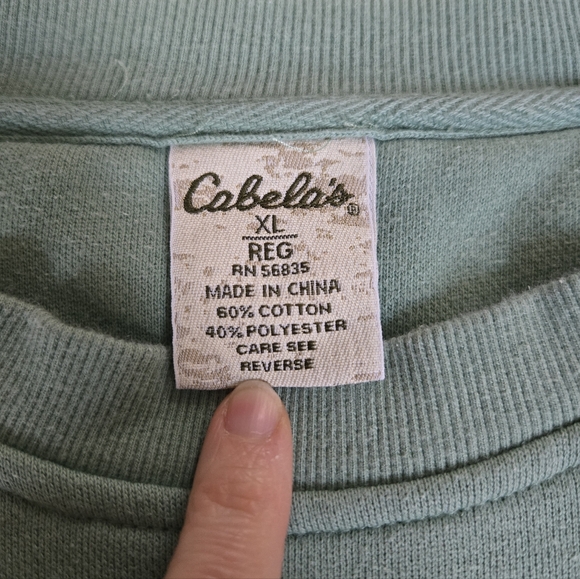 Cabela's®
XL
REG
RN 56835
MADE IN CHINA
60% COTTON
40% POLYESTER
CARE SEE
REVERSE